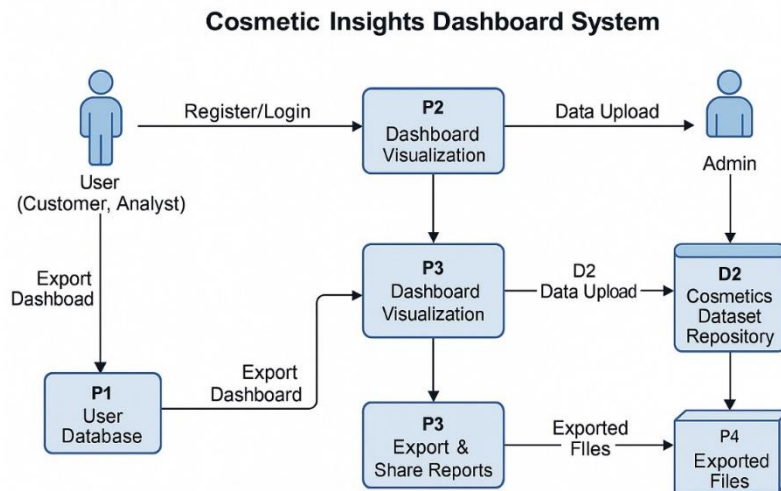 Cosmetic Insights Dashboard System
Register/Login
P2
Dashboard
Visualization
Data Upload
User
(Customer, Analyst)
Admin
Export
Dashboad
P3
Dashboard
Visualization
D2
Data Upload
D2
Cosmetics
Dataset
Repository
P1
User
Database
Export
Dashboard
P3
Export &
Share Reports
Exported
FIles
P4
Exported
Files